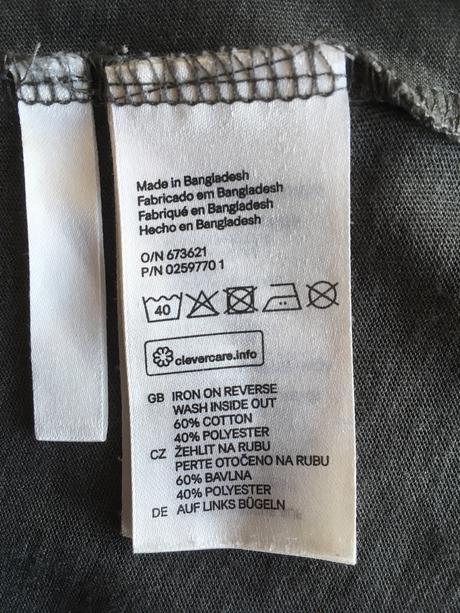 Made in Bangladesh
Fabricado em Bangladesh
Fabriqué en Bangladesh
Hecho en Bangladesh
O/N 673621
P/N 0259770 1
40
clevercare.info
GB IRON ON REVERSE
WASH INSIDE OUT
60% COTTON
40% POLYESTER
CZ ŽEHLIT NA RUBU
PERTE OTOČENO NA RUBU
60% BAVLNA
40% POLYESTER
DE AUF LINKS BÜGELN